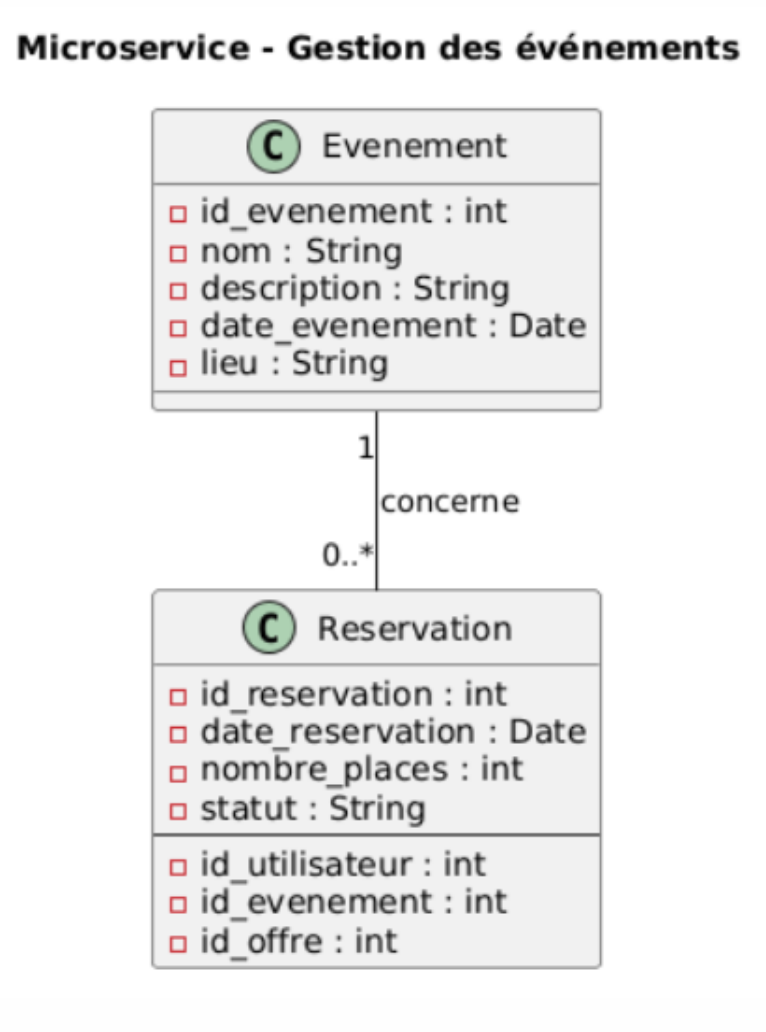 Microservice - Gestion des événements
C Evenement
id_evenement : int
nom : String
description : String
date_evenement : Date
lieu : String
1
concerne
0..*
C Reservation
id_reservation : int
date_reservation : Date
nombre_places : int
statut : String
id_utilisateur : int
id_evenement : int
id_offre : int